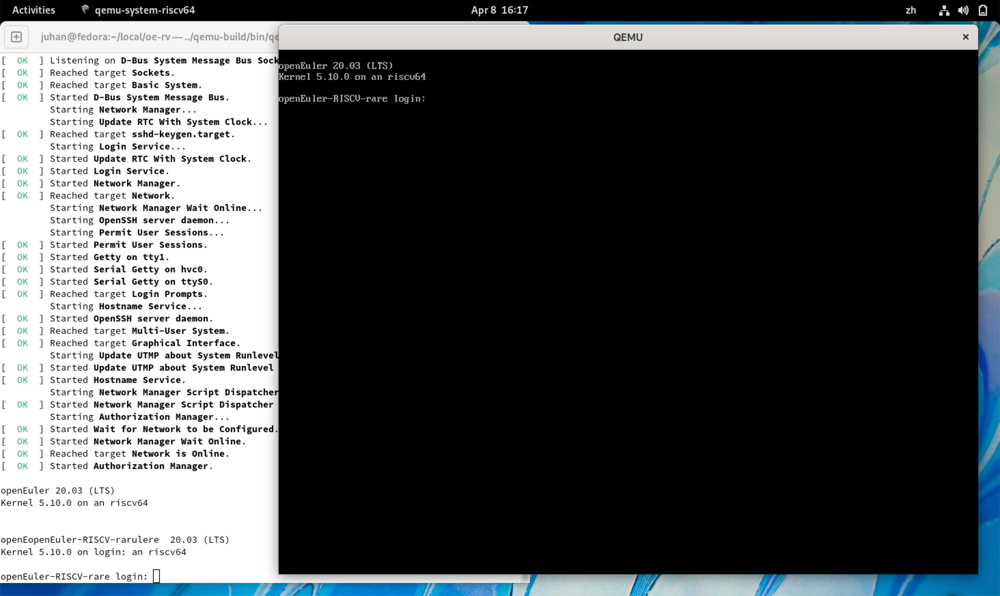 Activities qemu-system-riscv64 Apr 8 16:17 zh
juhan@fedora:~/local/oe-rv — ../qemu-build/bin/qe
[  OK  ] Listening on D-Bus System Message Bus Sock
[  OK  ] Reached target Sockets.
[  OK  ] Reached target Basic System.
[  OK  ] Started D-Bus System Message Bus.
         Starting Network Manager...
         Starting Update RTC With System Clock...
[  OK  ] Reached target sshd-keygen.target.
         Starting Login Service...
[  OK  ] Started Update RTC With System Clock.
[  OK  ] Started Login Service.
[  OK  ] Started Network Manager.
[  OK  ] Reached target Network.
         Starting Network Manager Wait Online...
         Starting OpenSSH server daemon...
         Starting Permit User Sessions...
[  OK  ] Started Permit User Sessions.
[  OK  ] Started Getty on tty1.
[  OK  ] Started Serial Getty on hvc0.
[  OK  ] Started Serial Getty on ttyS0.
[  OK  ] Reached target Login Prompts.
         Starting Hostname Service...
[  OK  ] Started OpenSSH server daemon.
[  OK  ] Reached target Multi-User System.
[  OK  ] Reached target Graphical Interface.
         Starting Update UTMP about System Runlevel
[  OK  ] Started Update UTMP about System Runlevel
[  OK  ] Started Hostname Service.
         Starting Network Manager Script Dispatcher
[  OK  ] Started Network Manager Script Dispatcher
         Starting Authorization Manager...
[  OK  ] Started Wait for Network to be Configured.
[  OK  ] Started Network Manager Wait Online.
[  OK  ] Reached target Network is Online.
[  OK  ] Started Authorization Manager.
openEuler 20.03 (LTS)
Kernel 5.10.0 on an riscv64
openEopenEuler-RISCV-rarulere  20.03 (LTS)
Kernel 5.10.0 on login: an riscv64
openEuler-RISCV-rare login:
QEMU
openEuler 20.03 (LTS)
Kernel 5.10.0 on an riscv64
openEuler-RISCV-rare login: